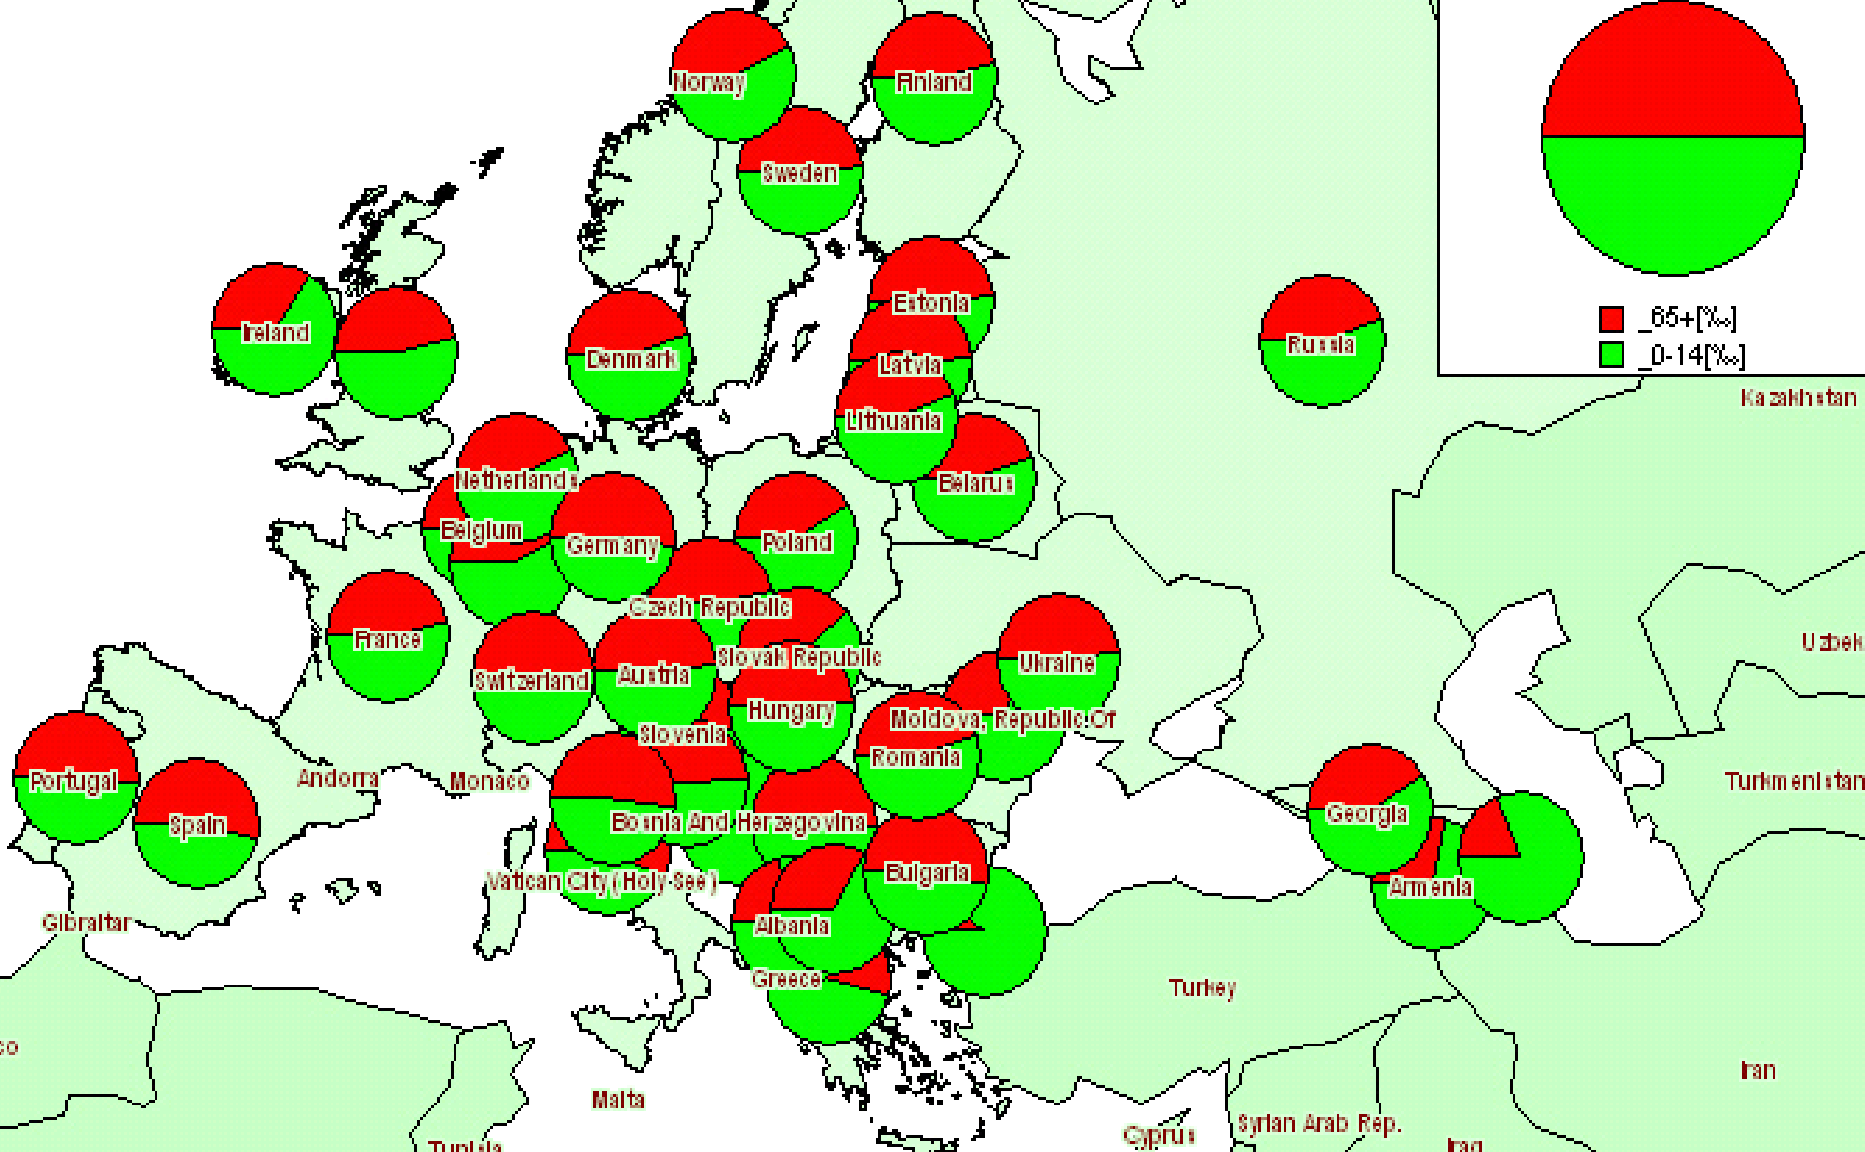 Norway
Finland
Sweden
Ireland
Estonia
_65+[‰]
Russia
_0-14[‰]
Denmark
Latvia
Kazakhstan
Lithuania
Netherlands
Belarus
Belgium
Germany
Poland
Czech Republic
France
Uzbek
Slovak Republic
Ukraine
Switzerland
Austria
Hungary
Moldova, Republic Of
Slovenia
Romania
Portugal
Andorra
Monaco
Turkmenistan
Spain
Bosnia And Herzegovina
Georgia
Bulgaria
Vatican City (Holy See)
Armenia
Gibraltar
Albania
Greece
Turkey
co
Iran
Malta
Cyprus
Syrian Arab Rep.
Tunisia
Iraq